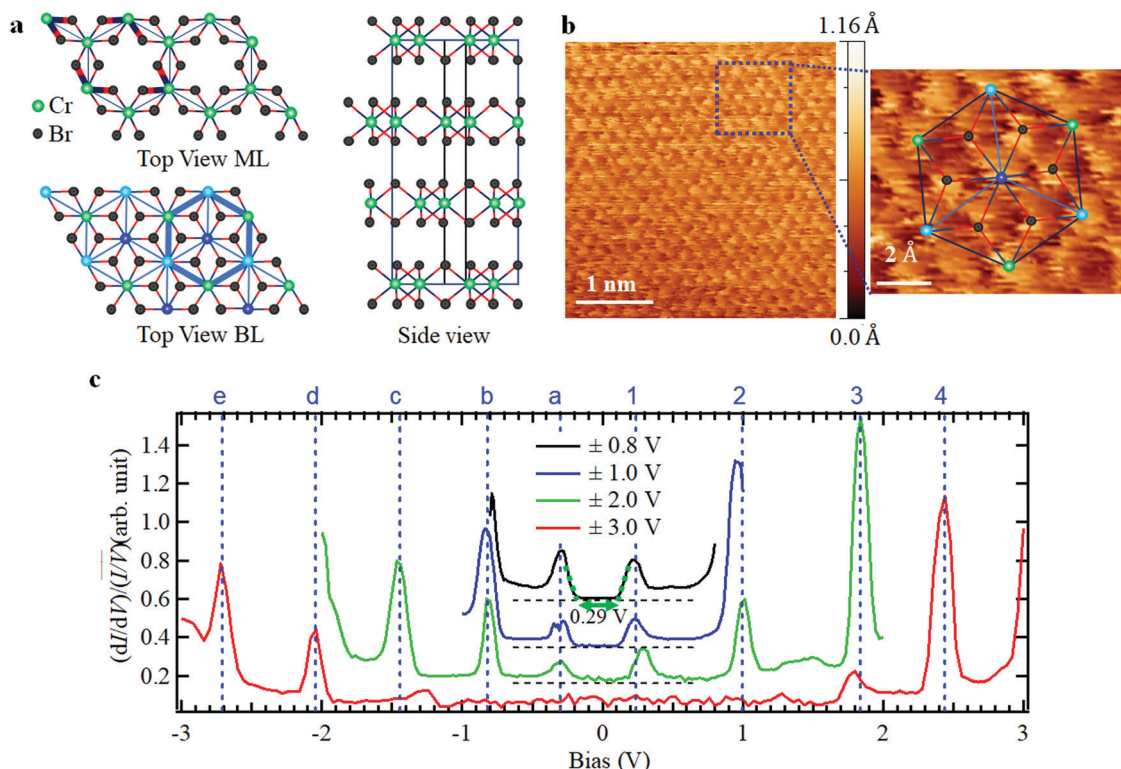 a
Cr
Br
Top View ML
Top View BL
Side view
b
1.16 Å
0.0 Å
1 nm
2 Å
c
e d c b a 1 2 3 4
± 0.8 V
± 1.0 V
± 2.0 V
± 3.0 V
0.29 V
1.4
1.2
1.0
0.8
0.6
0.4
0.2
(dI/dV)/(I/V)(arb. unit)
-3 -2 -1 0 1 2 3
Bias (V)